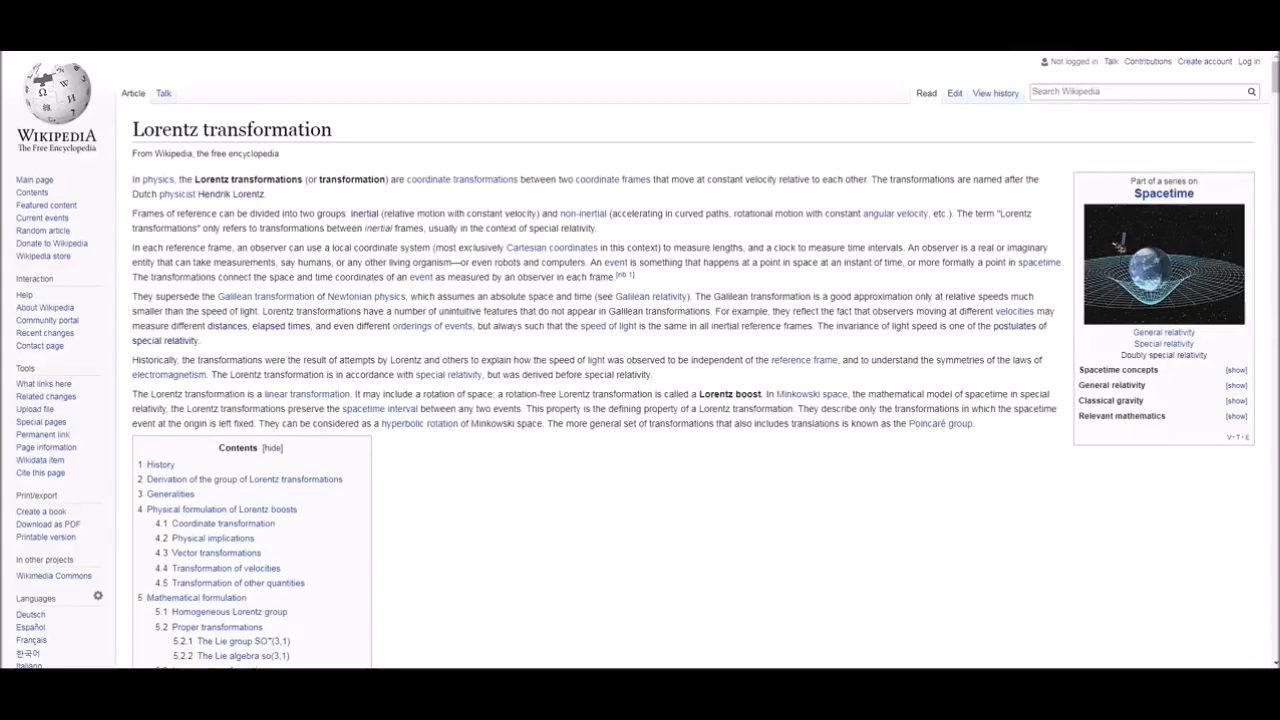 Not logged in Talk Contributions Create account Log in
Article Talk Read Edit View history Search Wikipedia
WIKIPEDIA
The Free Encyclopedia
Main page
Contents
Featured content
Current events
Random article
Donate to Wikipedia
Wikipedia store
Interaction
Help
About Wikipedia
Community portal
Recent changes
Contact page
Tools
What links here
Related changes
Upload file
Special pages
Permanent link
Page information
Wikidata item
Cite this page
Print/export
Create a book
Download as PDF
Printable version
In other projects
Wikimedia Commons
Languages
Deutsch
Español
Français
한국어
Italiano
Lorentz transformation
From Wikipedia, the free encyclopedia
In physics, the Lorentz transformations (or transformation) are coordinate transformations between two coordinate frames that move at constant velocity relative to each other. The transformations are named after the
Dutch physicist Hendrik Lorentz.
Frames of reference can be divided into two groups: inertial (relative motion with constant velocity) and non-inertial (accelerating in curved paths, rotational motion with constant angular velocity, etc.). The term "Lorentz
transformations" only refers to transformations between inertial frames, usually in the context of special relativity.
In each reference frame, an observer can use a local coordinate system (most exclusively Cartesian coordinates in this context) to measure lengths, and a clock to measure time intervals. An observer is a real or imaginary
entity that can take measurements, say humans, or any other living organism—or even robots and computers. An event is something that happens at a point in space at an instant of time, or more formally a point in spacetime.
The transformations connect the space and time coordinates of an event as measured by an observer in each frame.[nb 1]
They supersede the Galilean transformation of Newtonian physics, which assumes an absolute space and time (see Galilean relativity). The Galilean transformation is a good approximation only at relative speeds much
smaller than the speed of light. Lorentz transformations have a number of unintuitive features that do not appear in Galilean transformations. For example, they reflect the fact that observers moving at different velocities may
measure different distances, elapsed times, and even different orderings of events, but always such that the speed of light is the same in all inertial reference frames. The invariance of light speed is one of the postulates of
special relativity.
Historically, the transformations were the result of attempts by Lorentz and others to explain how the speed of light was observed to be independent of the reference frame, and to understand the symmetries of the laws of
electromagnetism. The Lorentz transformation is in accordance with special relativity, but was derived before special relativity.
The Lorentz transformation is a linear transformation. It may include a rotation of space; a rotation-free Lorentz transformation is called a Lorentz boost. In Minkowski space, the mathematical model of spacetime in special
relativity, the Lorentz transformations preserve the spacetime interval between any two events. This property is the defining property of a Lorentz transformation. They describe only the transformations in which the spacetime
event at the origin is left fixed. They can be considered as a hyperbolic rotation of Minkowski space. The more general set of transformations that also includes translations is known as the Poincaré group.
Contents [hide]
1 History
2 Derivation of the group of Lorentz transformations
3 Generalities
4 Physical formulation of Lorentz boosts
4.1 Coordinate transformation
4.2 Physical implications
4.3 Vector transformations
4.4 Transformation of velocities
4.5 Transformation of other quantities
5 Mathematical formulation
5.1 Homogeneous Lorentz group
5.2 Proper transformations
5.2.1 The Lie group SO⁺(3,1)
5.2.2 The Lie algebra so(3,1)
Part of a series on
Spacetime
General relativity
Special relativity
Doubly special relativity
Spacetime concepts [show]
General relativity [show]
Classical gravity [show]
Relevant mathematics [show]
V·T·E